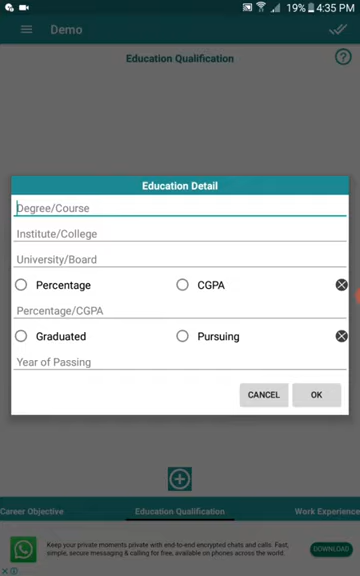 19% 4:35 PM
Demo
Education Qualification
?
Education Detail
Degree/Course
Institute/College
University/Board
Percentage CGPA
Percentage/CGPA
Graduated Pursuing
Year of Passing
CANCEL OK
Career Objective Education Qualification Work Experience
Keep your private moments private with end-to-end encrypted chats and calls. Fast,
simple, secure messaging & calling for free, available on phones across the world.
DOWNLOAD